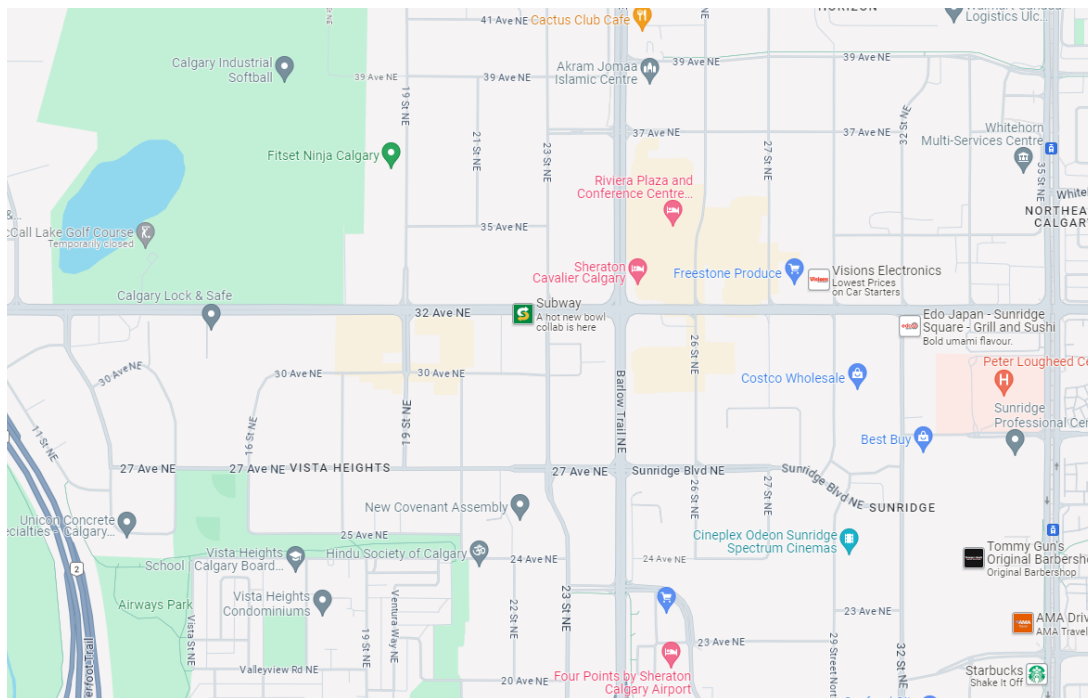 41 Ave NE
Cactus Club Cafe
HORIZON
Walmart Canada
Logistics Ulc...
Calgary Industrial
Softball
39 Ave NE
39 Ave NE
Akram Jomaa
Islamic Centre
39 Ave NE
39 Ave NE
19 St NE
21 St NE
23 St NE
37 Ave NE
27 St NE
37 Ave NE
32 St NE
Whitehorn
Multi-Services Centre
35 St NE
Fitset Ninja Calgary
Riviera Plaza and
Conference Centre...
NORTHEA
CALGARY
& ...
Call Lake Golf Course
Temporarily closed
35 Ave NE
Sheraton
Cavalier Calgary
Freestone Produce
Visions Electronics
Lowest Prices
on Car Starters
Calgary Lock & Safe
32 Ave NE
Subway
A hot new bowl
collab is here
Edo Japan - Sunridge
Square - Grill and Sushi
Bold umami flavour.
26 St NE
30 Ave NE
30 Ave NE
30 Ave NE
Barlow Trail NE
Costco Wholesale
Peter Lougheed Ce
H
11 St NE
16 St NE
19 St NE
Best Buy
Sunridge
Professional Cen
27 Ave NE
27 Ave NE
VISTA HEIGHTS
27 Ave NE
Sunridge Blvd NE
Sunridge Blvd NE
26 St NE
27 St NE
SUNRIDGE
New Covenant Assembly
Unicon Concrete
Specialties - Calgary...
25 Ave NE
Cineplex Odeon Sunridge
Spectrum Cinemas
Vista Heights
School | Calgary Board...
Hindu Society of Calgary
24 Ave NE
24 Ave NE
Tommy Gun's
Original Barbersho
Original Barbershop
2
Airways Park
Vista Heights
Condominiums
Vista St NE
19 St NE
Ventura Way NE
22 St NE
23 St NE
23 Ave NE
23 Ave NE
AMA
AMA Driv
AMA Travel
29 Street Nort
32 St NE
erfoot Trail
Valleyview Rd NE
20 Ave NE
Four Points by Sheraton
Calgary Airport
Starbucks
Shake It Off